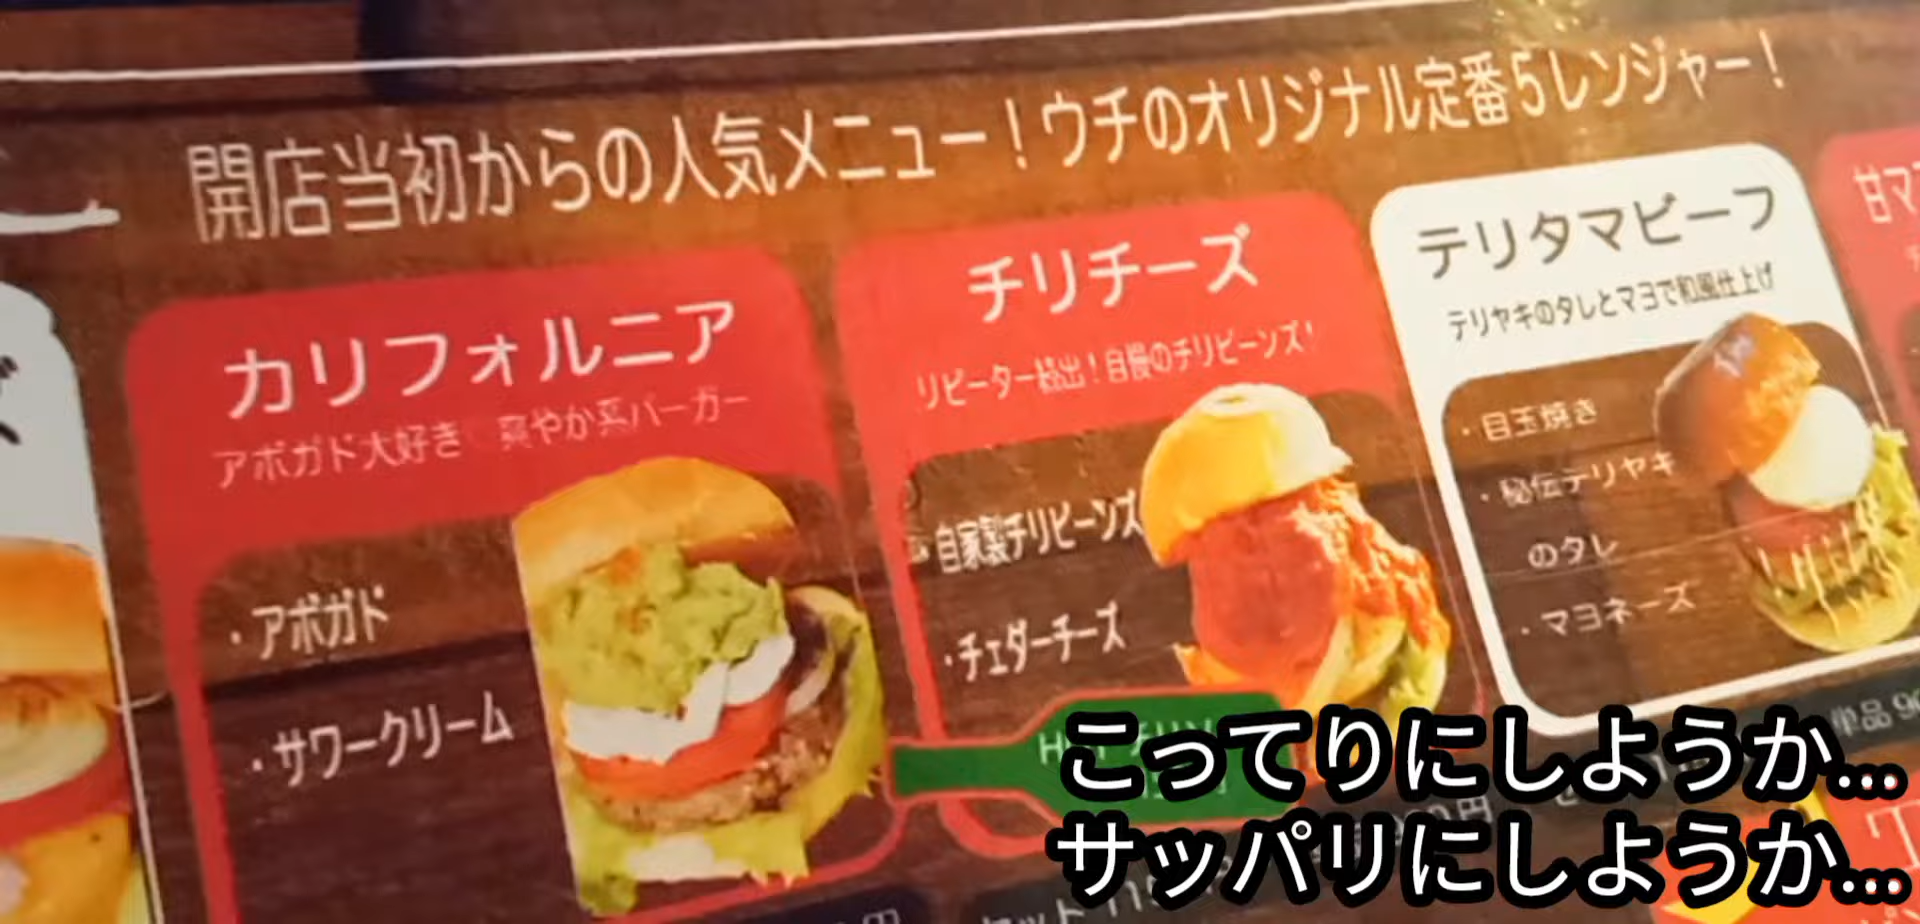 開店当初からの人気メニュー！ウチのオリジナル定番5レンジャー！
カリフォルニア
アボガド大好き 爽やか系バーガー
・アボガド
・サワークリーム
チリチーズ
リピーター続出！自慢のチリビーンズ！
・自家製チリビーンズ
・チェダーチーズ
テリタマビーフ
テリヤキのタレとマヨで和風仕上げ
・目玉焼き
・秘伝テリヤキ
のタレ
・マヨネーズ
単品
こってりにしようか...
サッパリにしようか...